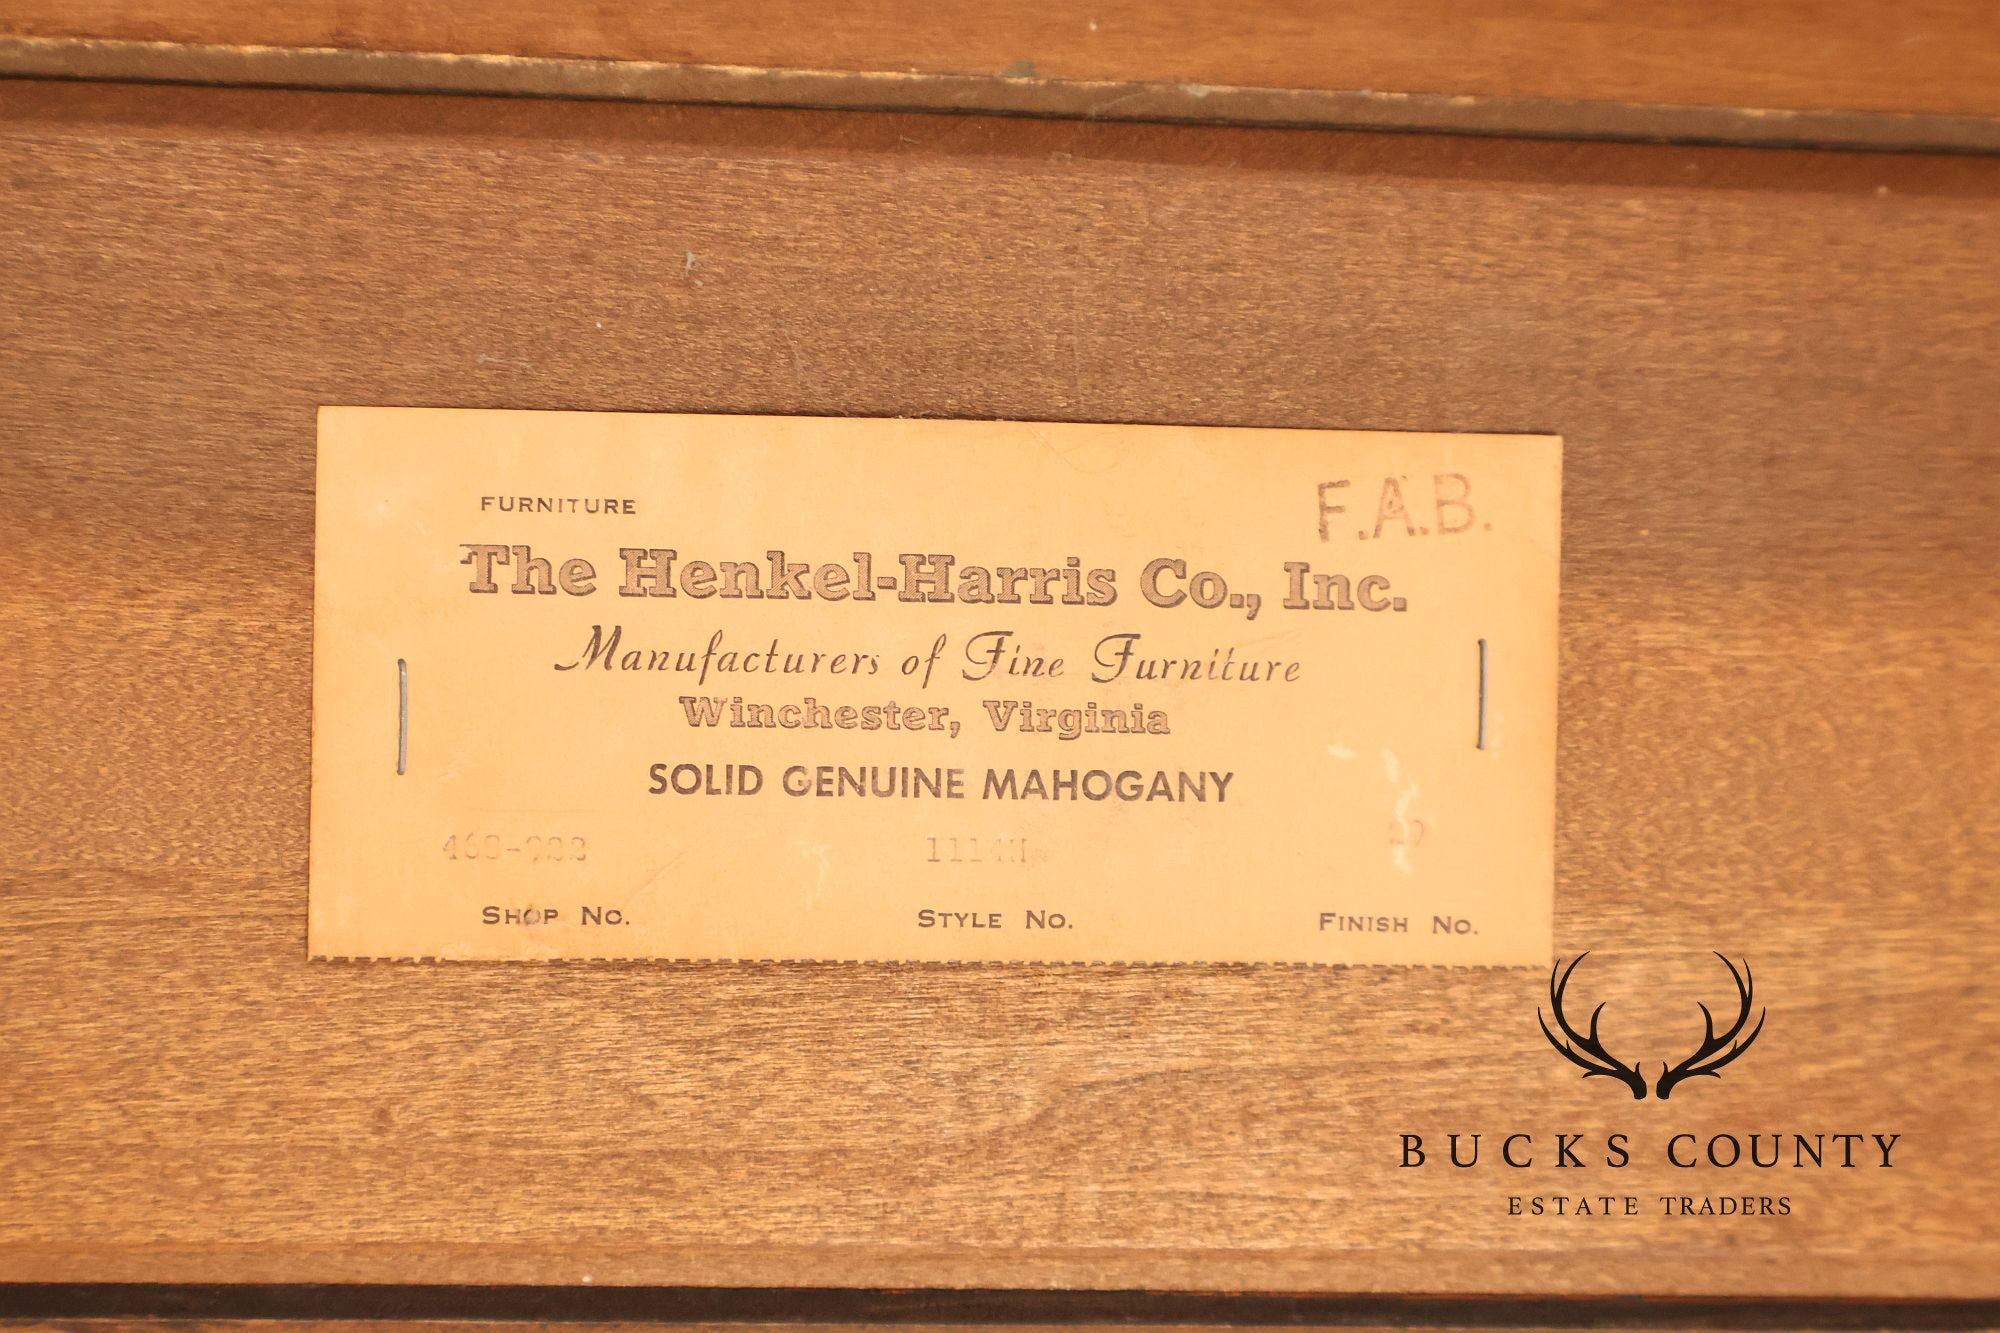 FURNITURE
F.A.B.
The Henkel-Harris Co., Inc.
Manufacturers of Fine Furniture
Winchester, Virginia
SOLID GENUINE MAHOGANY
SHOP NO. STYLE NO. FINISH NO.
BUCKS COUNTY
ESTATE TRADERS